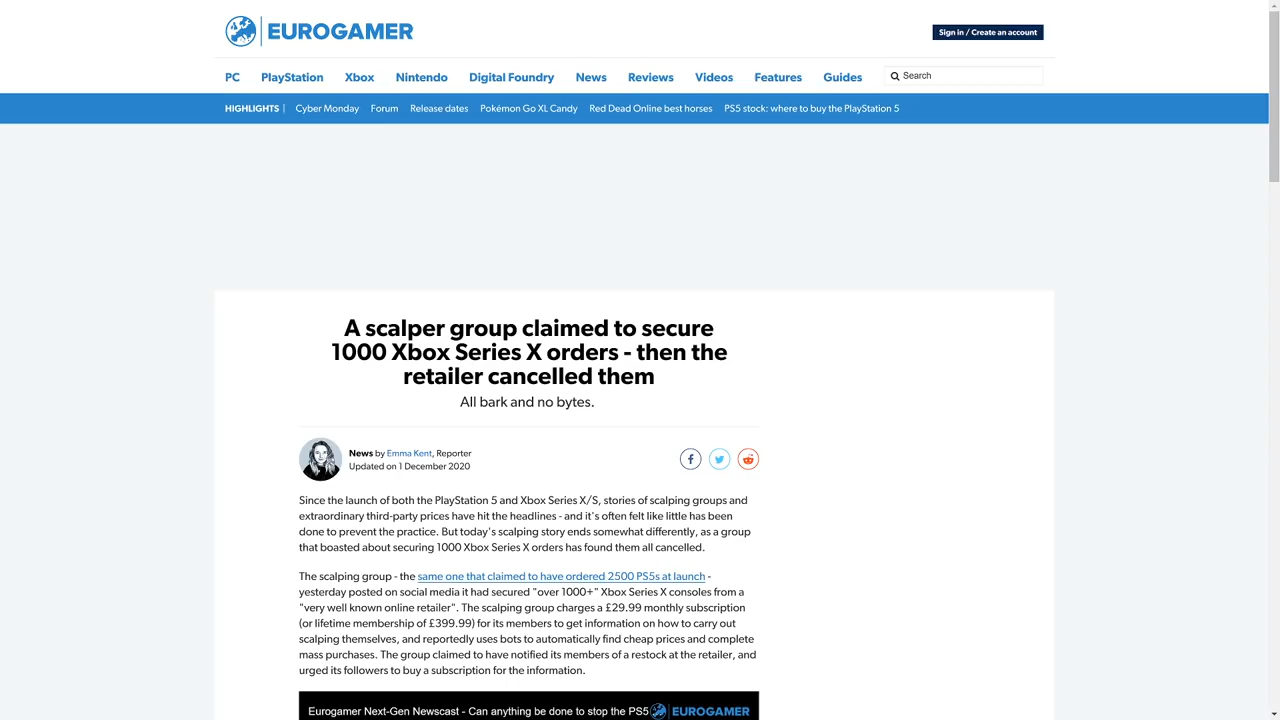 EUROGAMER
Sign in / Create an account
PC PlayStation Xbox Nintendo Digital Foundry News Reviews Videos Features Guides Search
HIGHLIGHTS | Cyber Monday Forum Release dates Pokémon Go XL Candy Red Dead Online best horses PS5 stock: where to buy the PlayStation 5
A scalper group claimed to secure
1000 Xbox Series X orders - then the
retailer cancelled them
All bark and no bytes.
News by Emma Kent, Reporter
Updated on 1 December 2020
Since the launch of both the PlayStation 5 and Xbox Series X/S, stories of scalping groups and
extraordinary third-party prices have hit the headlines - and it's often felt like little has been
done to prevent the practice. But today's scalping story ends somewhat differently, as a group
that boasted about securing 1000 Xbox Series X orders has found them all cancelled.
The scalping group - the same one that claimed to have ordered 2500 PS5s at launch -
yesterday posted on social media it had secured "over 1000+" Xbox Series X consoles from a
"very well known online retailer". The scalping group charges a £29.99 monthly subscription
(or lifetime membership of £399.99) for its members to get information on how to carry out
scalping themselves, and reportedly uses bots to automatically find cheap prices and complete
mass purchases. The group claimed to have notified its members of a restock at the retailer, and
urged its followers to buy a subscription for the information.
Eurogamer Next-Gen Newscast - Can anything be done to stop the PS5 EUROGAMER